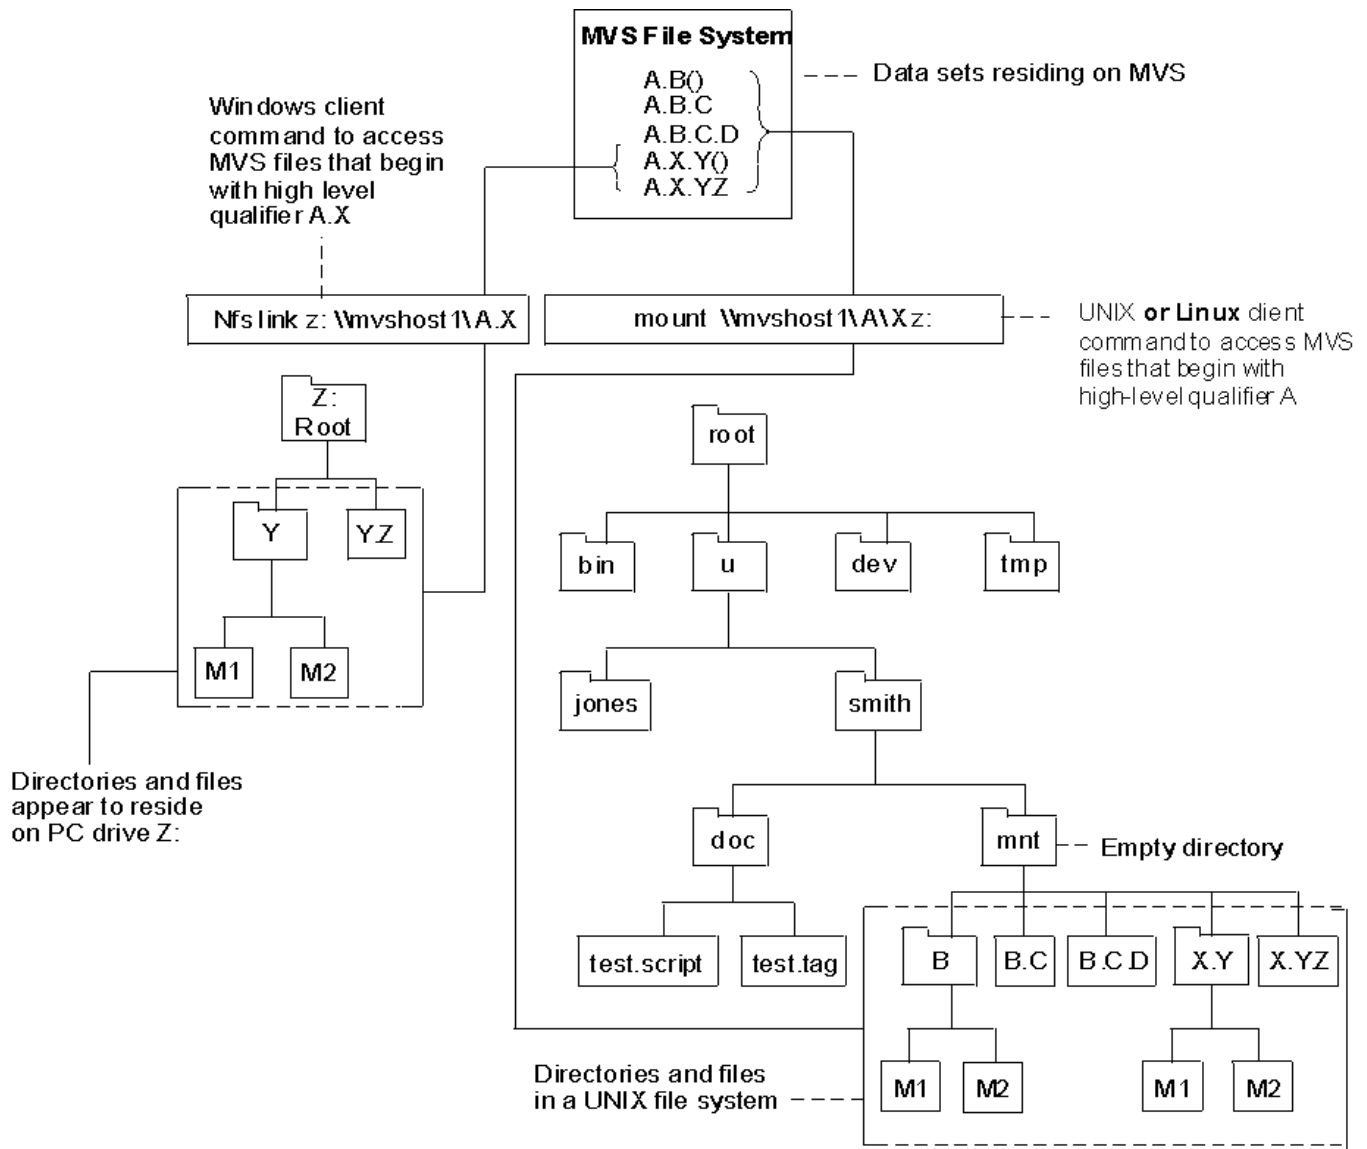 MVS File System
A.B()
A.B.C
A.B.C.D
A.X.Y()
A.X.YZ
Data sets residing on MVS
Windows client
command to access
MVS files that begin
with high level
qualifier A.X
Nfslink z: \\mvshost1\A.X
mount \\mvshost1\A\X z:
UNIX or Linux client
command to access MVS
files that begin with
high-level qualifier A
Z:
Root
Y
Y.Z
M1
M2
Directories and files
appear to reside
on PC drive Z:
root
bin
u
dev
tmp
jones
smith
doc
mnt
Empty directory
test.script
test.tag
B
B.C
B.C.D
X.Y
X.YZ
M1
M2
M1
M2
Directories and files
in a UNIX file system